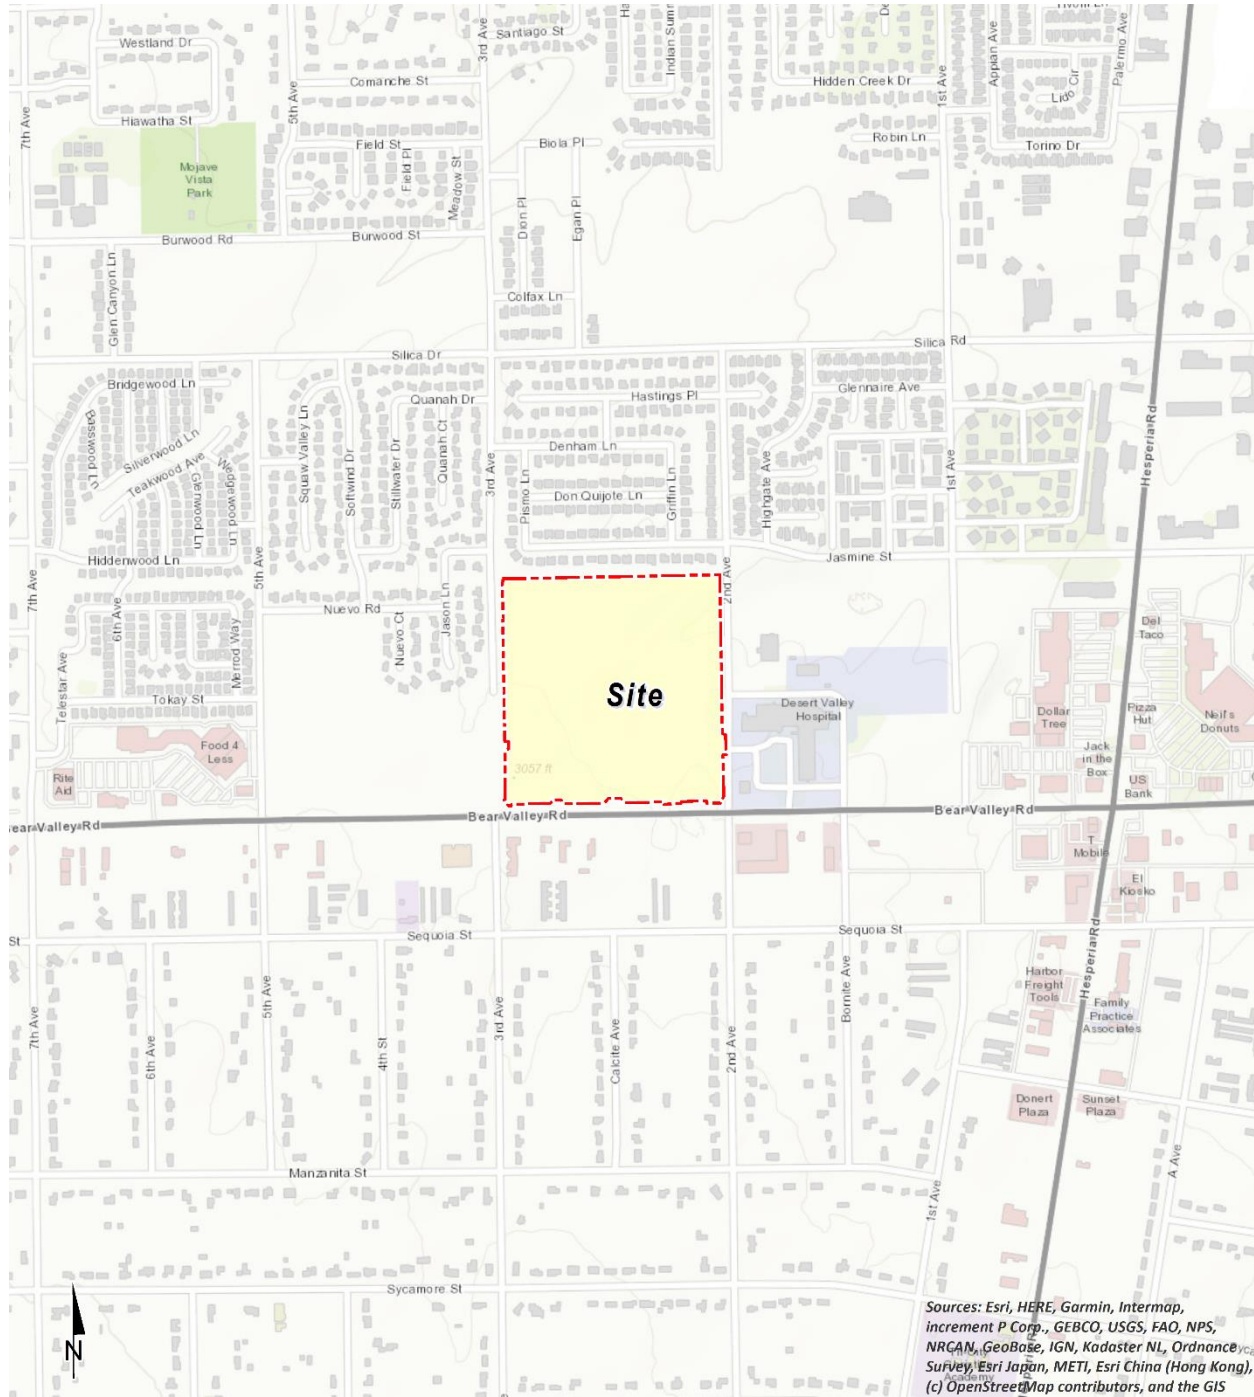 Westland Dr
Santiago St
3rd Ave
Indian Summ
Appian Ave
Palermo Ave
Comanche St
Hidden Creek Dr
1st Ave
Lido Cir
5th Ave
Hiawatha St
7th Ave
Field St
Field Pl
Meadow St
Biola Pl
Robin Ln
Torino Dr
Mojave
Vista
Park
Dion Pl
Egan Pl
Burwood Rd
Burwood St
Glen Canyon Ln
Colfax Ln
Silica Dr
Silica Rd
Bridgewood Ln
Quanah Dr
Hastings Pl
Glennaire Ave
Basswood Ln
Silverwood Ln
Squaw Valley Ln
Softwind Dr
Stillwater Dr
Quanah Ct
3rd Ave
Denham Ln
Highgate Ave
1st Ave
Hesperia Rd
Teakwood Ave
Glenwood Ln
Wedgewood Ln
Pismo Ln
Don Quijote Ln
Griffin Ln
Hiddenwood Ln
5th Ave
Jasmine St
7th Ave
6th Ave
Nuevo Rd
Nuevo Ct
Jason Ln
2nd Ave
Merrod Way
Telestar Ave
Tokay St
Site
Desert Valley
Hospital
Del
Taco
Dollar
Tree
Pizza
Hut
Neil's
Donuts
Food 4
Less
Rite
Aid
3057 ft
Jack
in the
Box
US
Bank
ear Valley Rd
Bear Valley Rd
Bear Valley Rd
T
Mobile
El
Kiosko
St
Sequoia St
Sequoia St
Hesperia Rd
7th Ave
6th Ave
5th Ave
4th St
3rd Ave
Calcite Ave
2nd Ave
Bornite Ave
Harbor
Freight
Tools
Family
Practice
Associates
Donert
Plaza
Sunset
Plaza
Manzanita St
1st Ave
A Ave
Sycamore St
N
Sources: Esri, HERE, Garmin, Intermap,
increment P Corp., GEBCO, USGS, FAO, NPS,
NRCAN, GeoBase, IGN, Kadaster NL, Ordnance
Survey, Esri Japan, METI, Esri China (Hong Kong),
(c) OpenStreetMap contributors, and the GIS
Academy